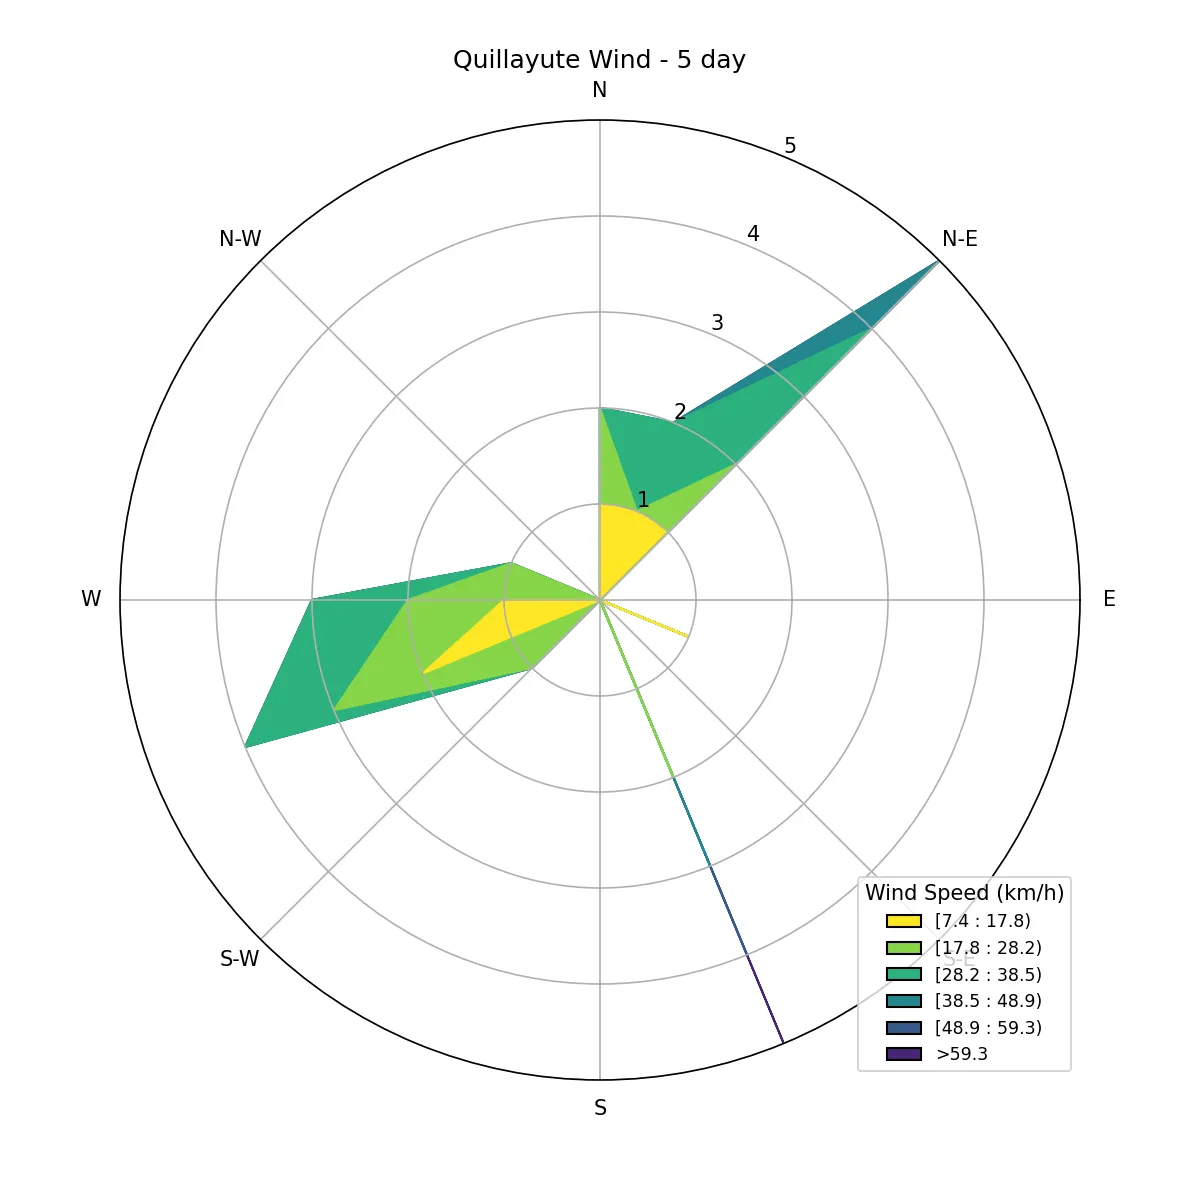 Quillayute Wind - 5 day
N
5
N-W
4
N-E
3
2
1
W
E
Wind Speed (km/h)
[7.4 : 17.8)
[17.8 : 28.2)
S-W
S-E
[28.2 : 38.5)
[38.5 : 48.9)
[48.9 : 59.3)
>59.3
S